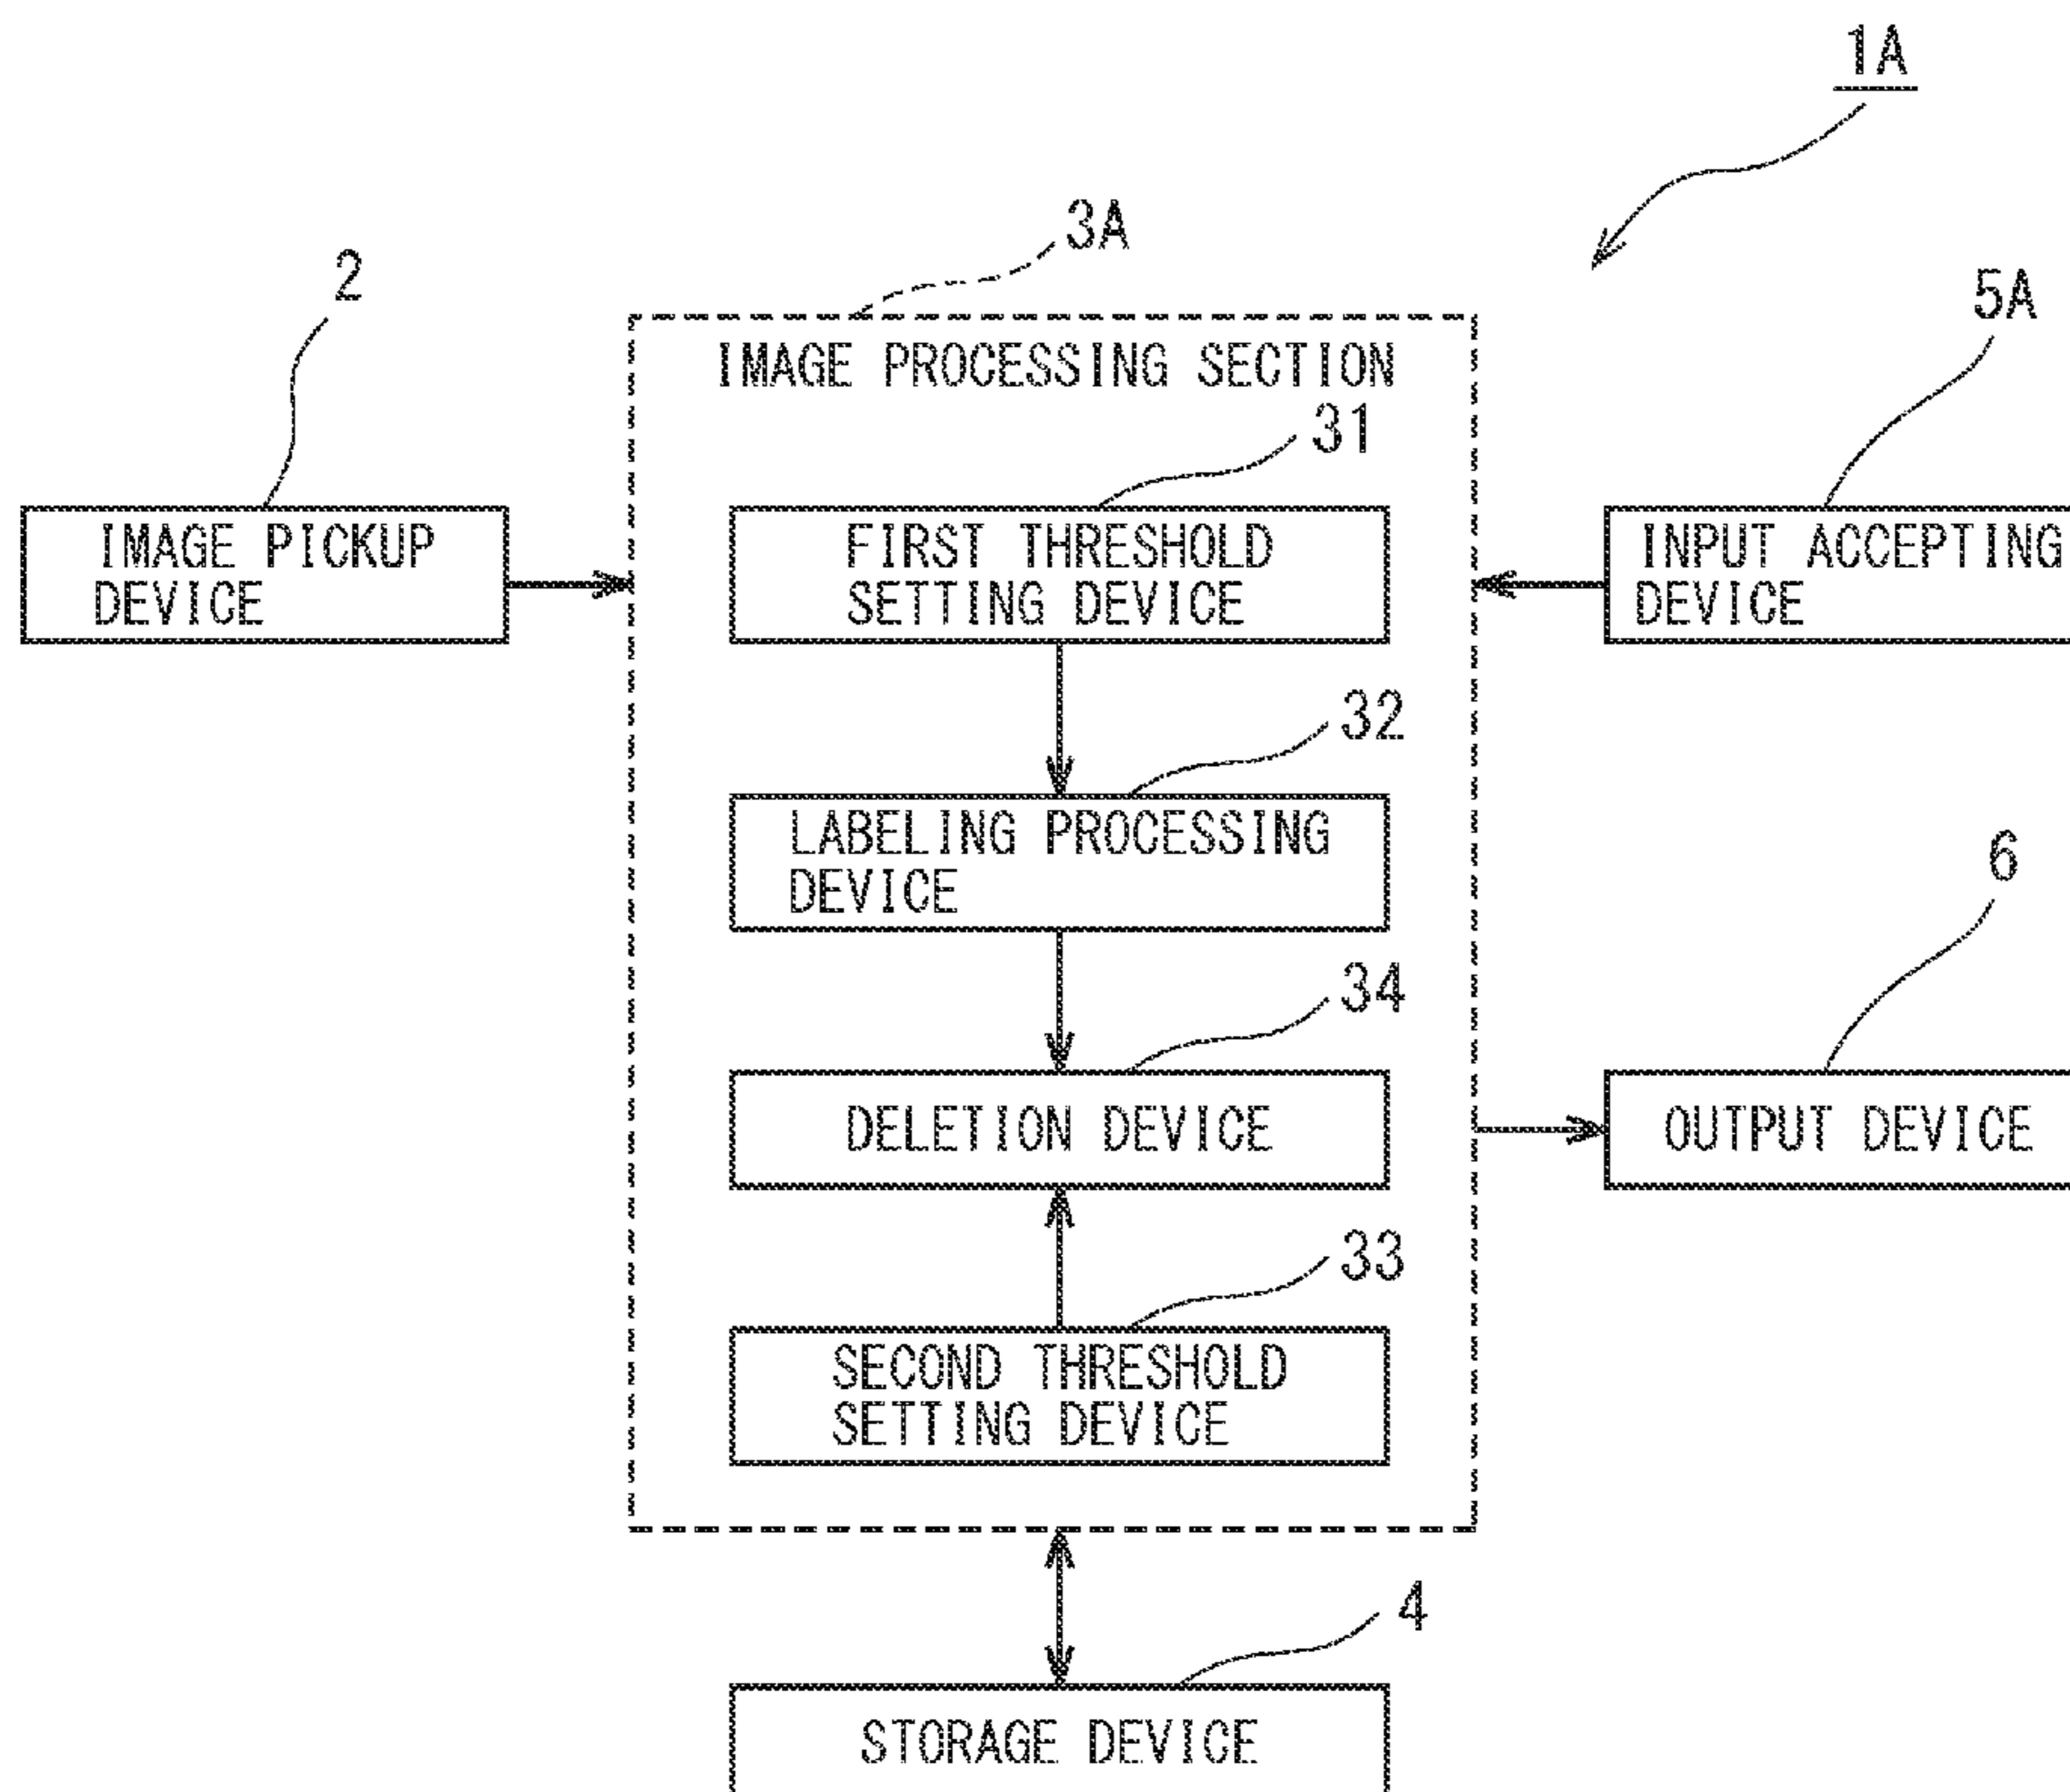 1A
3A
2
5A
IMAGE PROCESSING SECTION
31
IMAGE PICKUP
DEVICE
FIRST THRESHOLD
SETTING DEVICE
INPUT ACCEPTING
DEVICE
32
LABELING PROCESSING
DEVICE
6
34
DELETION DEVICE
OUTPUT DEVICE
33
SECOND THRESHOLD
SETTING DEVICE
4
STORAGE DEVICE